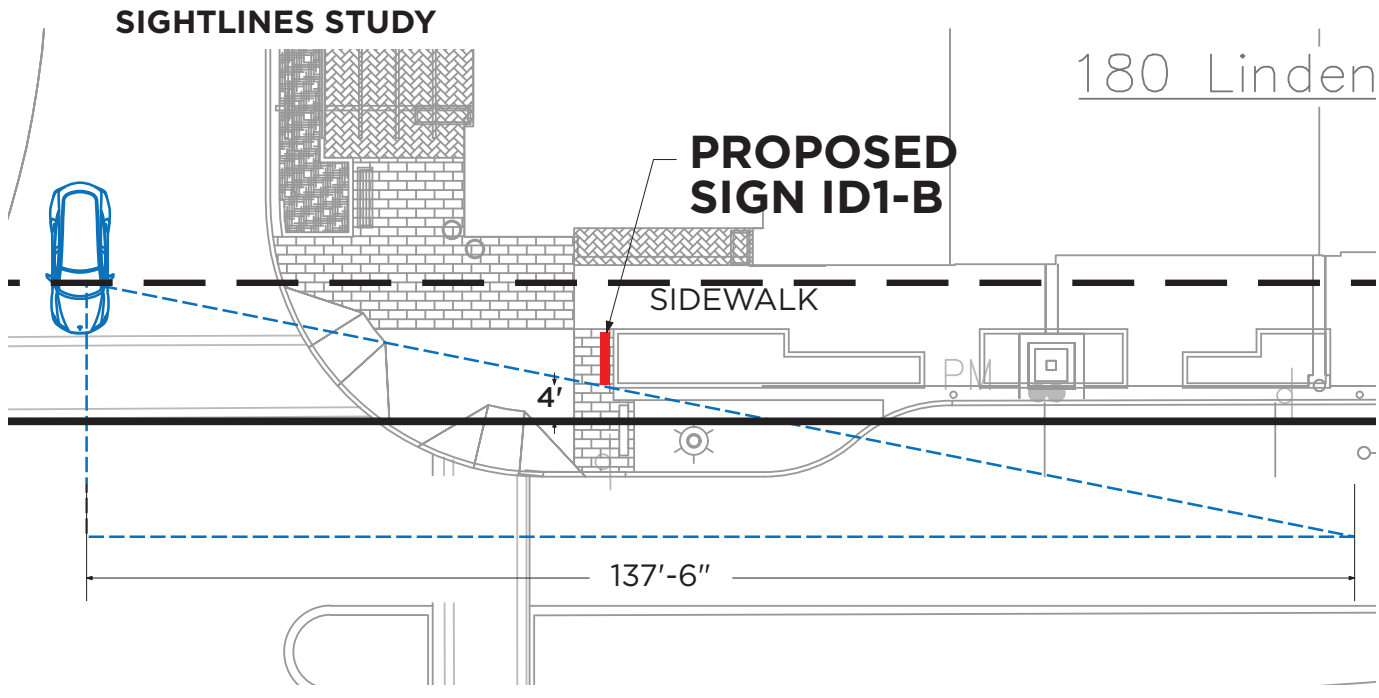 SIGHTLINES STUDY
180 Linden
PROPOSED
SIGN ID1-B
SIDEWALK
PM
4'
137'-6"